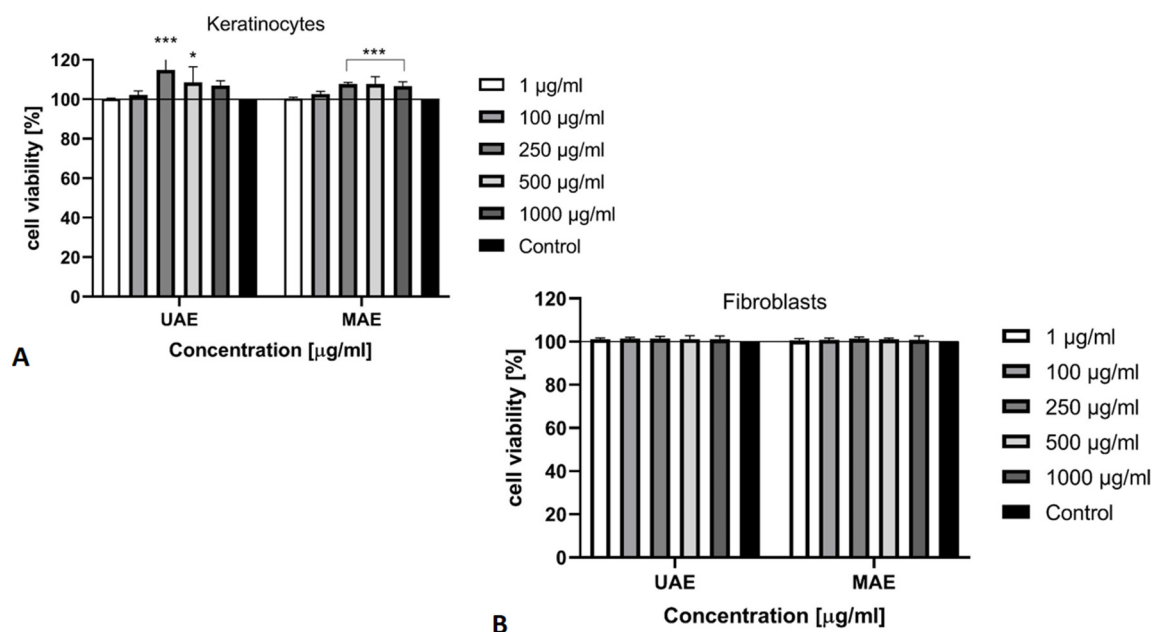 Keratinocytes
*** * ***
120
100
80
60
40
20
0
cell viability [%]
UAE MAE
Concentration [µg/ml]
1 µg/ml
100 µg/ml
250 µg/ml
500 µg/ml
1000 µg/ml
Control
A
Fibroblasts
120
100
80
60
40
20
0
cell viability [%]
UAE MAE
Concentration [µg/ml]
1 µg/ml
100 µg/ml
250 µg/ml
500 µg/ml
1000 µg/ml
Control
B